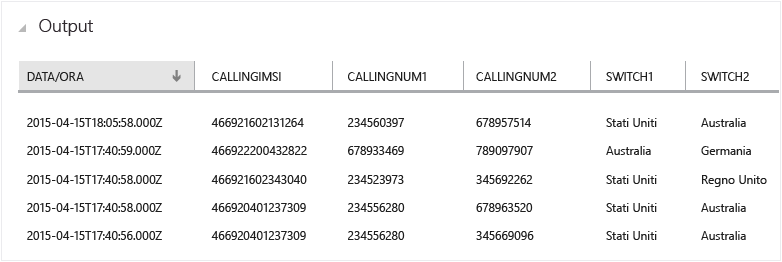 Output
DATA/ORA CALLINGIMSI CALLINGNUM1 CALLINGNUM2 SWITCH1 SWITCH2
2015-04-15T18:05:58.000Z 466921602131264 234560397 678957514 Stati Uniti Australia
2015-04-15T17:40:59.000Z 466922200432822 678933469 789097907 Australia Germania
2015-04-15T17:40:58.000Z 466921602343040 234523973 345692262 Stati Uniti Regno Unito
2015-04-15T17:40:58.000Z 466920401237309 234556280 678963520 Stati Uniti Australia
2015-04-15T17:40:56.000Z 466920401237309 234556280 345669096 Stati Uniti Australia